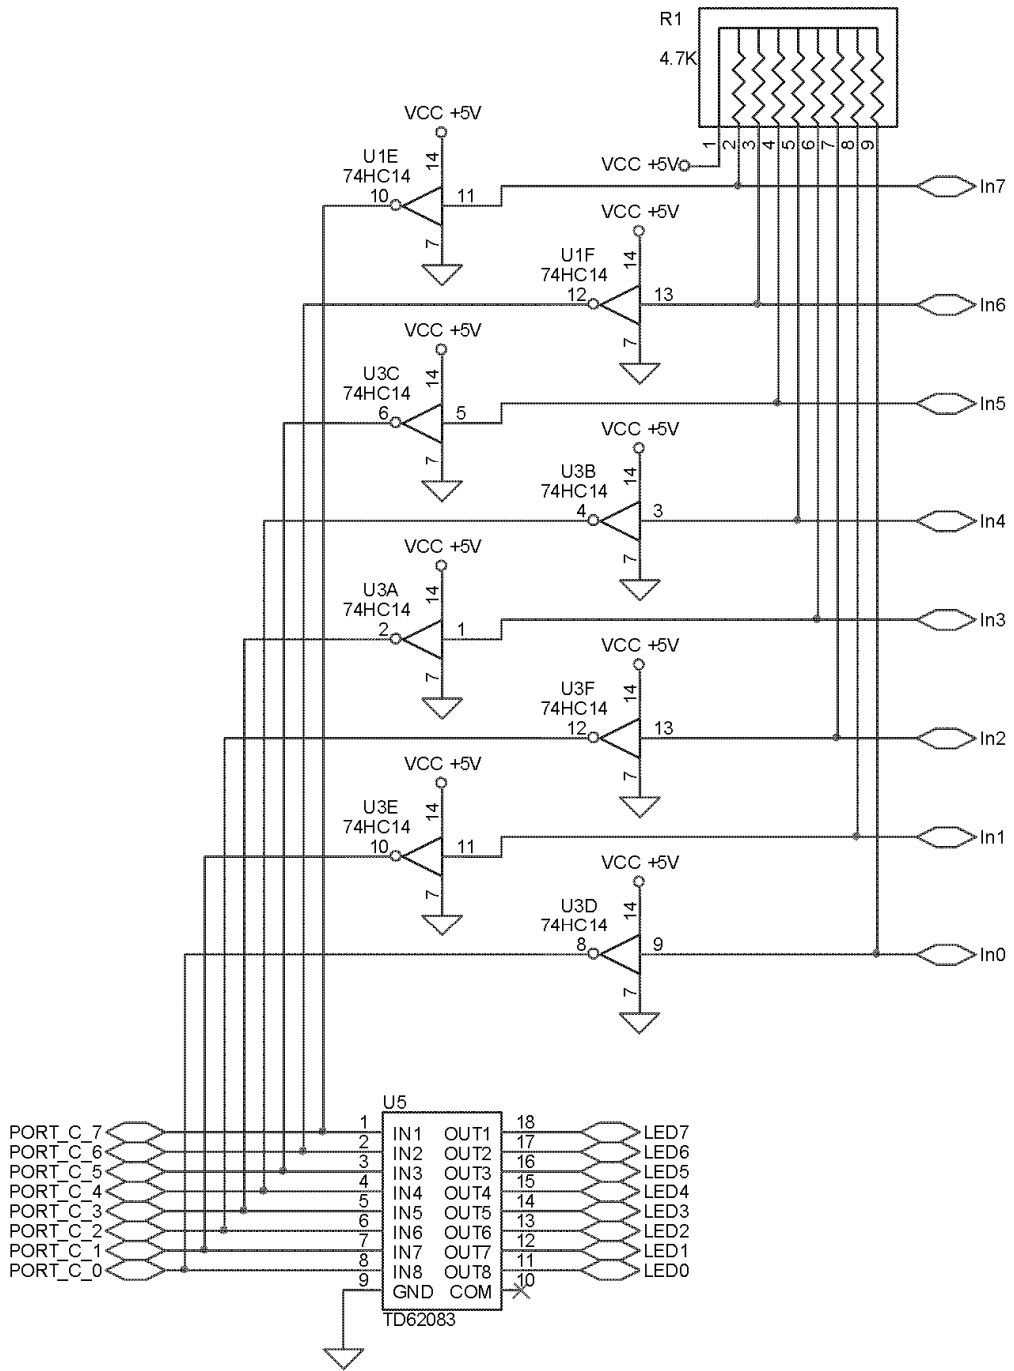 R1
4.7K
1 2 3 4 5 6 7 8 9
VCC +5V
In7
VCC +5V
14
U1E
74HC14
10
11
7
VCC +5V
14
U1F
74HC14
12
13
7
In6
VCC +5V
14
U3C
74HC14
6
5
7
In5
VCC +5V
14
U3B
74HC14
4
3
7
In4
VCC +5V
14
U3A
74HC14
2
1
7
In3
VCC +5V
14
U3F
74HC14
12
13
7
In2
VCC +5V
14
U3E
74HC14
10
11
7
In1
VCC +5V
14
U3D
74HC14
8
9
7
In0
U5
PORT_C_7 1 IN1 OUT1 18 LED7
PORT_C_6 2 IN2 OUT2 17 LED6
PORT_C_5 3 IN3 OUT3 16 LED5
PORT_C_4 4 IN4 OUT4 15 LED4
PORT_C_3 5 IN5 OUT5 14 LED3
PORT_C_2 6 IN6 OUT6 13 LED2
PORT_C_1 7 IN7 OUT7 12 LED1
PORT_C_0 8 IN8 OUT8 11 LED0
9 GND COM 10
TD62083